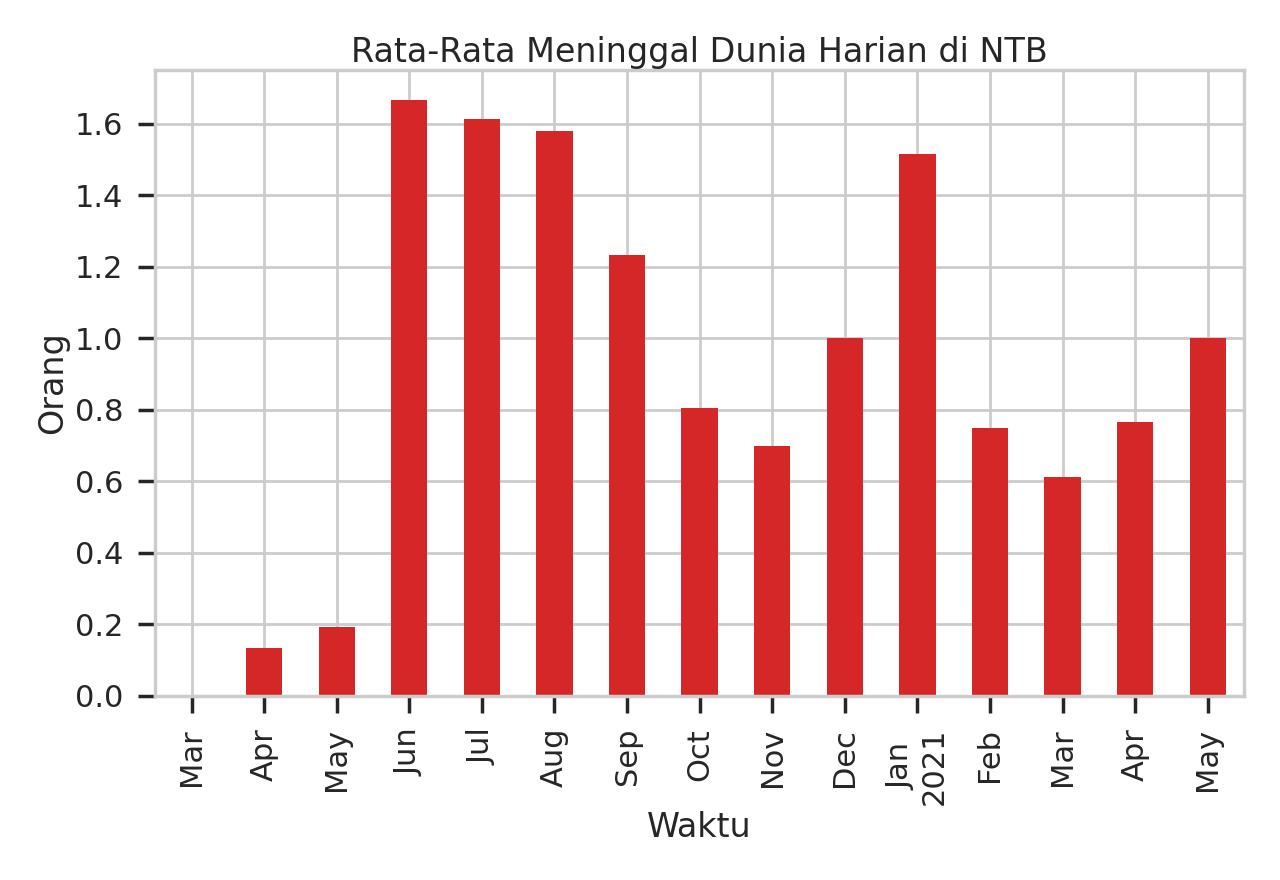 Rata-Rata Meninggal Dunia Harian di NTB
Orang
1.6
1.4
1.2
1.0
0.8
0.6
0.4
0.2
0.0
Mar
Apr
May
Jun
Jul
Aug
Sep
Oct
Nov
Dec
Jan
2021
Feb
Mar
Apr
May
Waktu